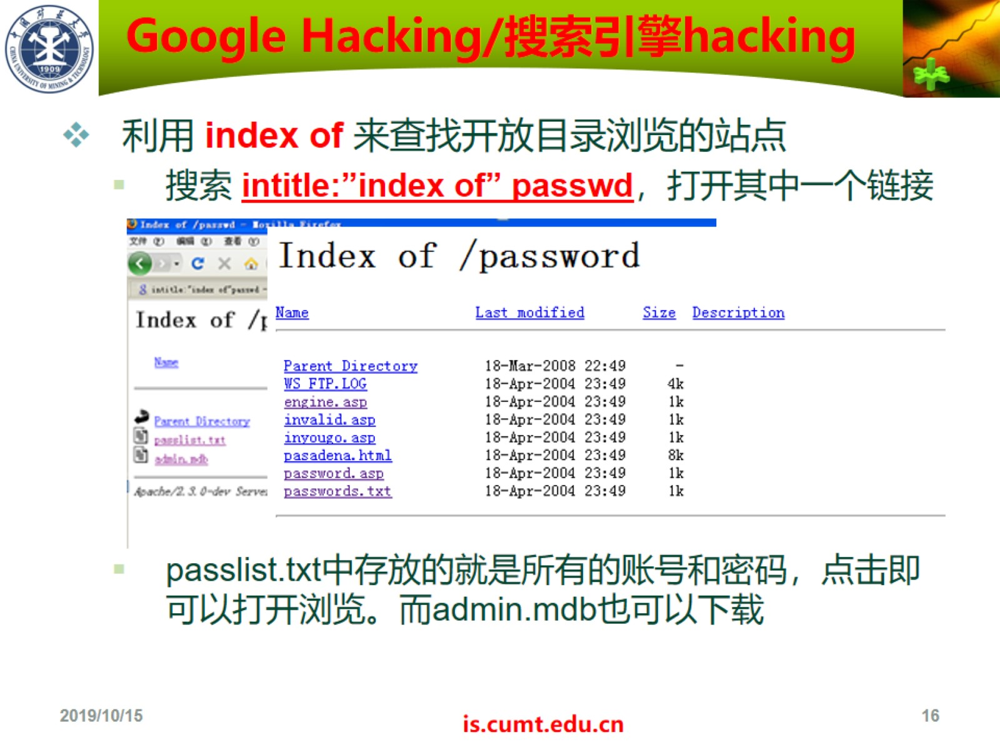 Google Hacking/搜索引擎hacking
中国矿业大学
CHINA UNIVERSITY OF MINING & TECHNOLOGY
1909
利用 index of 来查找开放目录浏览的站点
搜索 intitle:”index of” passwd，打开其中一个链接
Index of /passwd - Mozilla Firefox
文件 (F) 编辑 (E) 查看 (V)
intitle:"index of"passwd -
Index of /p
Name
Parent Directory
passlist.txt
admin.mdb
Apache/2.3.0-dev Server
Index of /password
Name Last modified Size Description
Parent Directory 18-Mar-2008 22:49 -
WS_FTP.LOG 18-Apr-2004 23:49 4k
engine.asp 18-Apr-2004 23:49 1k
invalid.asp 18-Apr-2004 23:49 1k
inyougo.asp 18-Apr-2004 23:49 1k
pasadena.html 18-Apr-2004 23:49 8k
password.asp 18-Apr-2004 23:49 1k
passwords.txt 18-Apr-2004 23:49 1k
passlist.txt中存放的就是所有的账号和密码，点击即
可以打开浏览。而admin.mdb也可以下载
2019/10/15
is.cumt.edu.cn
16